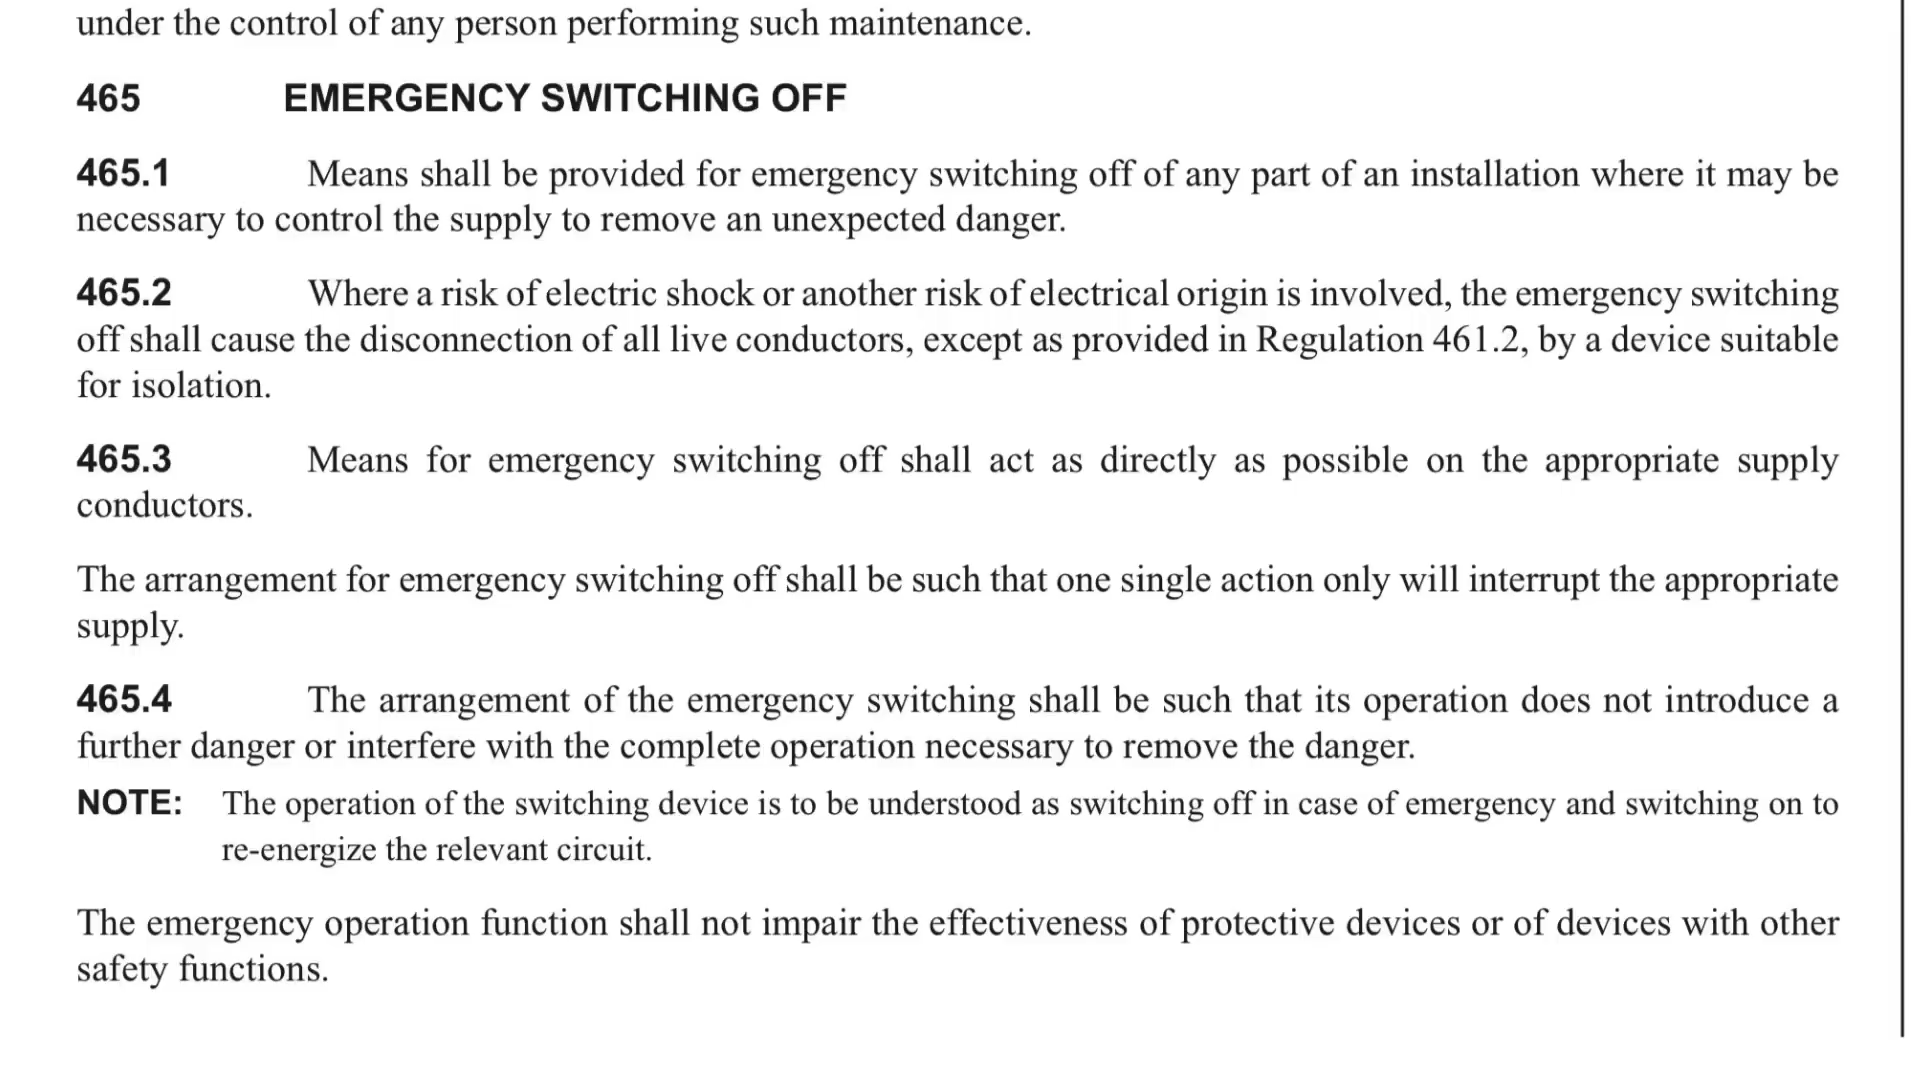 under the control of any person performing such maintenance.
465 EMERGENCY SWITCHING OFF
465.1 Means shall be provided for emergency switching off of any part of an installation where it may be
necessary to control the supply to remove an unexpected danger.
465.2 Where a risk of electric shock or another risk of electrical origin is involved, the emergency switching
off shall cause the disconnection of all live conductors, except as provided in Regulation 461.2, by a device suitable
for isolation.
465.3 Means for emergency switching off shall act as directly as possible on the appropriate supply
conductors.
The arrangement for emergency switching off shall be such that one single action only will interrupt the appropriate
supply.
465.4 The arrangement of the emergency switching shall be such that its operation does not introduce a
further danger or interfere with the complete operation necessary to remove the danger.
NOTE: The operation of the switching device is to be understood as switching off in case of emergency and switching on to
re-energize the relevant circuit.
The emergency operation function shall not impair the effectiveness of protective devices or of devices with other
safety functions.